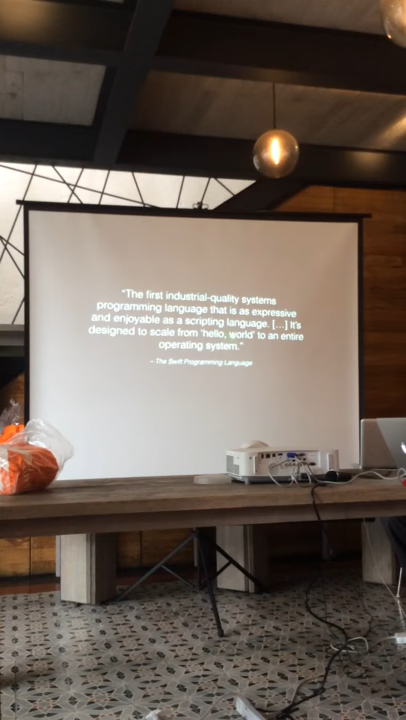 "The first industrial-quality systems
programming language that is as expressive
and enjoyable as a scripting language. [...] It's
designed to scale from 'hello, world' to an entire
operating system."
– The Swift Programming Language